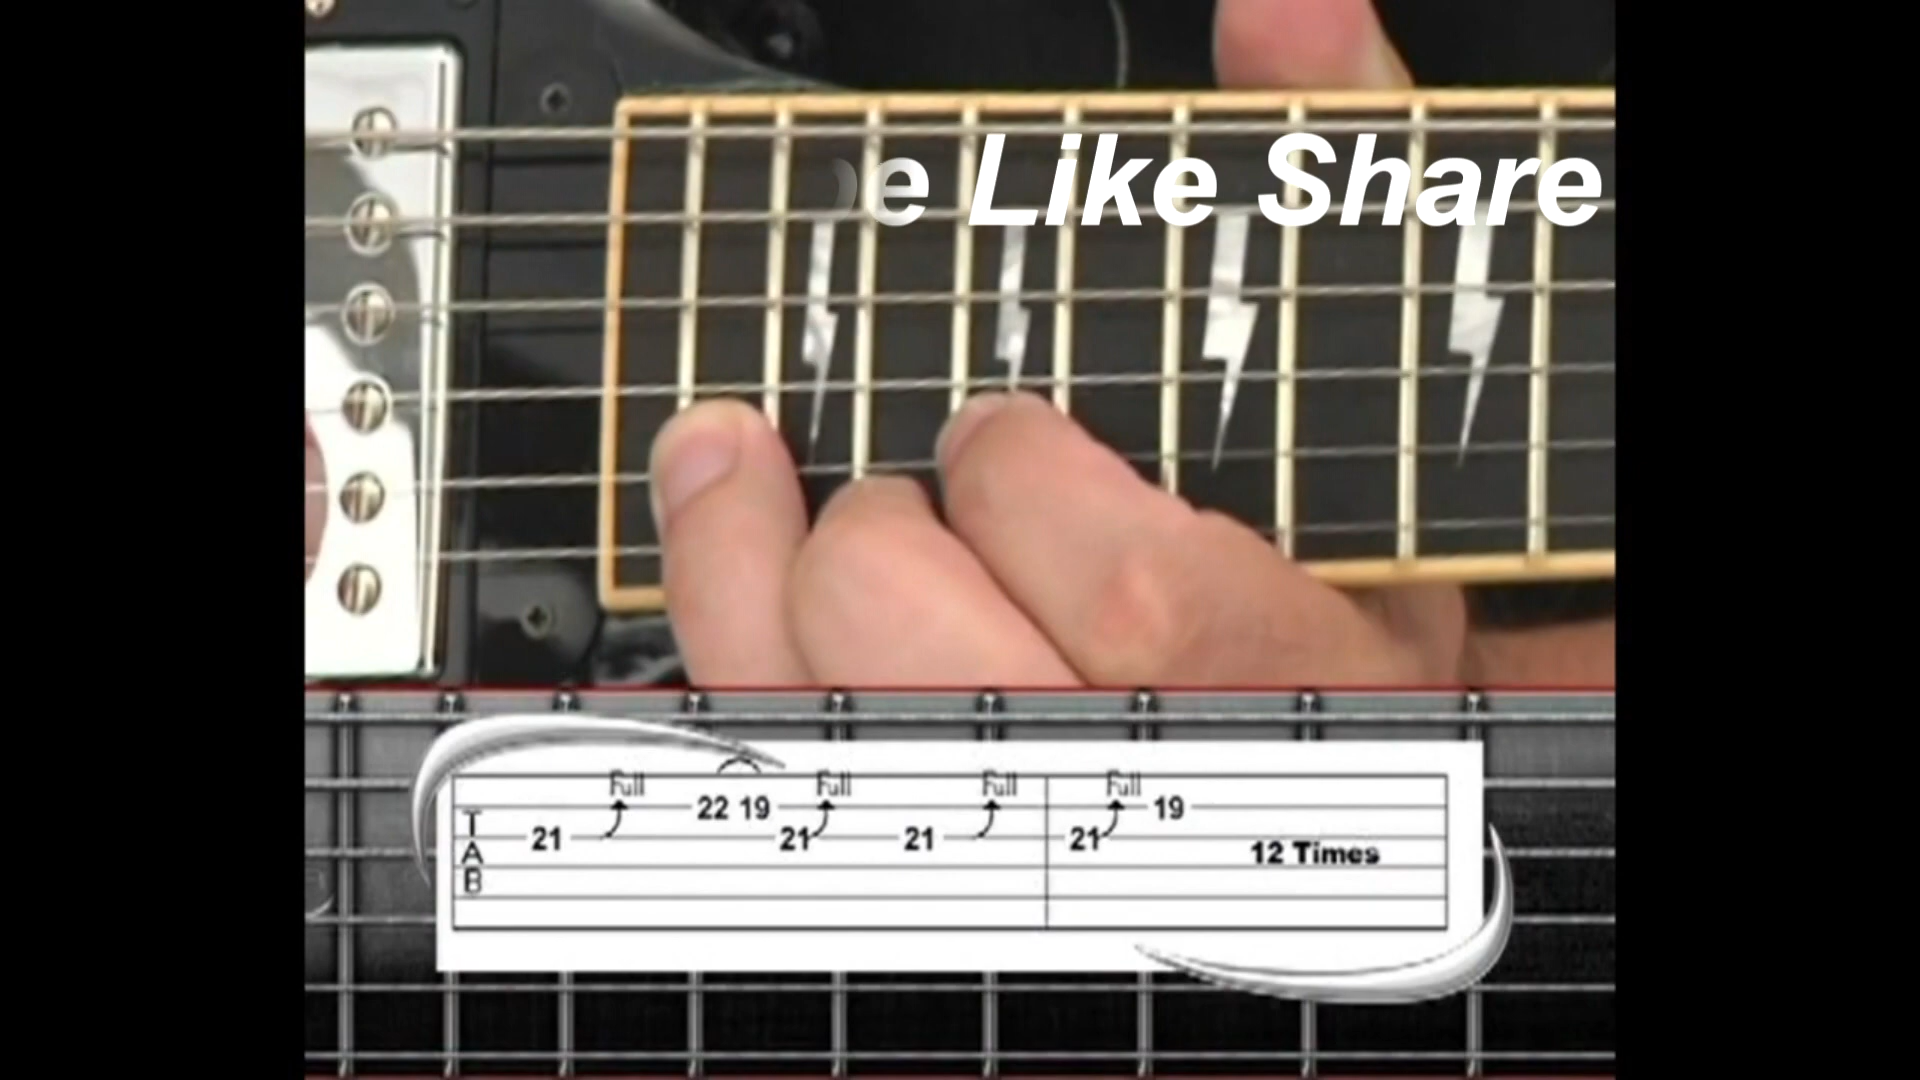 e Like Share
Full Full Full Full
22 19 19
21 21 21 21
12 Times
T
A
B